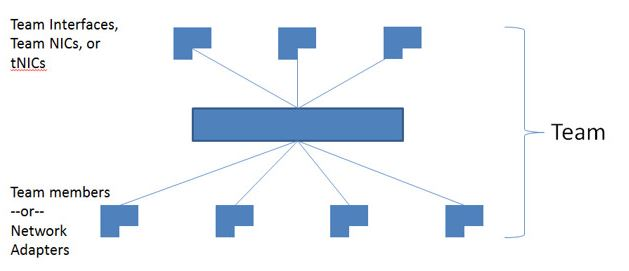 Team Interfaces,
Team NICs, or
tNICs
Team
Team members
--or--
Network
Adapters